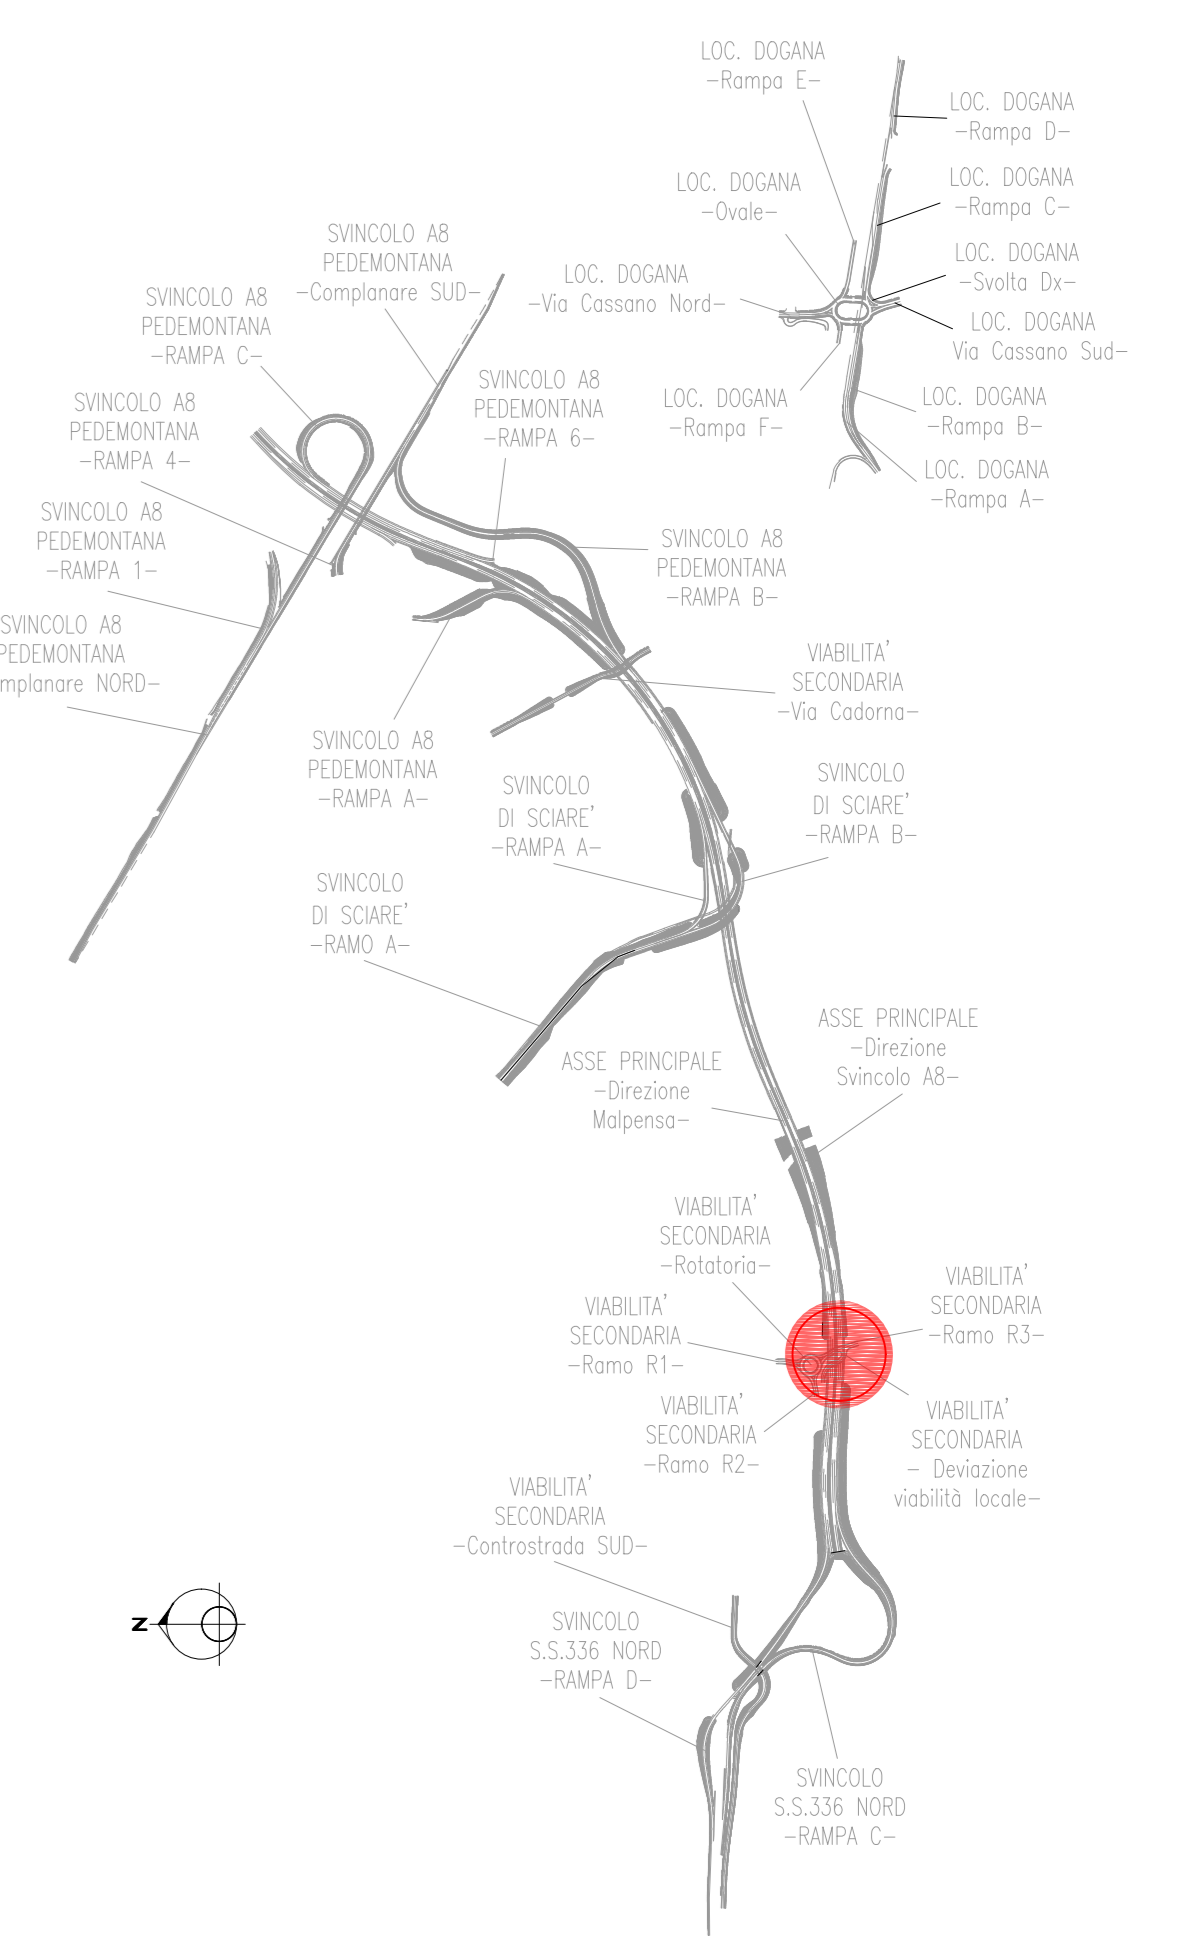 LOC. DOGANA
-Rampa E-
LOC. DOGANA
-Rampa D-
LOC. DOGANA
-Ovale-
LOC. DOGANA
-Rampa C-
SVINCOLO A8
PEDEMONTANA
-Complanare SUD-
LOC. DOGANA
-Via Cassano Nord-
LOC. DOGANA
-Svolta Dx-
SVINCOLO A8
PEDEMONTANA
-RAMPA C-
LOC. DOGANA
Via Cassano Sud-
SVINCOLO A8
PEDEMONTANA
-RAMPA 4-
SVINCOLO A8
PEDEMONTANA
-RAMPA 6-
LOC. DOGANA
-Rampa F-
LOC. DOGANA
-Rampa B-
LOC. DOGANA
-Rampa A-
SVINCOLO A8
PEDEMONTANA
-RAMPA 1-
SVINCOLO A8
PEDEMONTANA
-RAMPA B-
SVINCOLO A8
PEDEMONTANA
mplanare NORD-
VIABILITA'
SECONDARIA
-Via Cadorna-
SVINCOLO A8
PEDEMONTANA
-RAMPA A-
SVINCOLO
DI SCIARE'
-RAMPA A-
SVINCOLO
DI SCIARE'
-RAMPA B-
SVINCOLO
DI SCIARE'
-RAMO A-
ASSE PRINCIPALE
-Direzione
Svincolo A8-
ASSE PRINCIPALE
-Direzione
Malpensa-
VIABILITA'
SECONDARIA
-Rotatoria-
VIABILITA'
SECONDARIA
-Ramo R3-
VIABILITA'
SECONDARIA
-Ramo R1-
VIABILITA'
SECONDARIA
-Ramo R2-
VIABILITA'
SECONDARIA
- Deviazione
viabilità locale-
VIABILITA'
SECONDARIA
-Controstrada SUD-
N
SVINCOLO
S.S.336 NORD
-RAMPA D-
SVINCOLO
S.S.336 NORD
-RAMPA C-